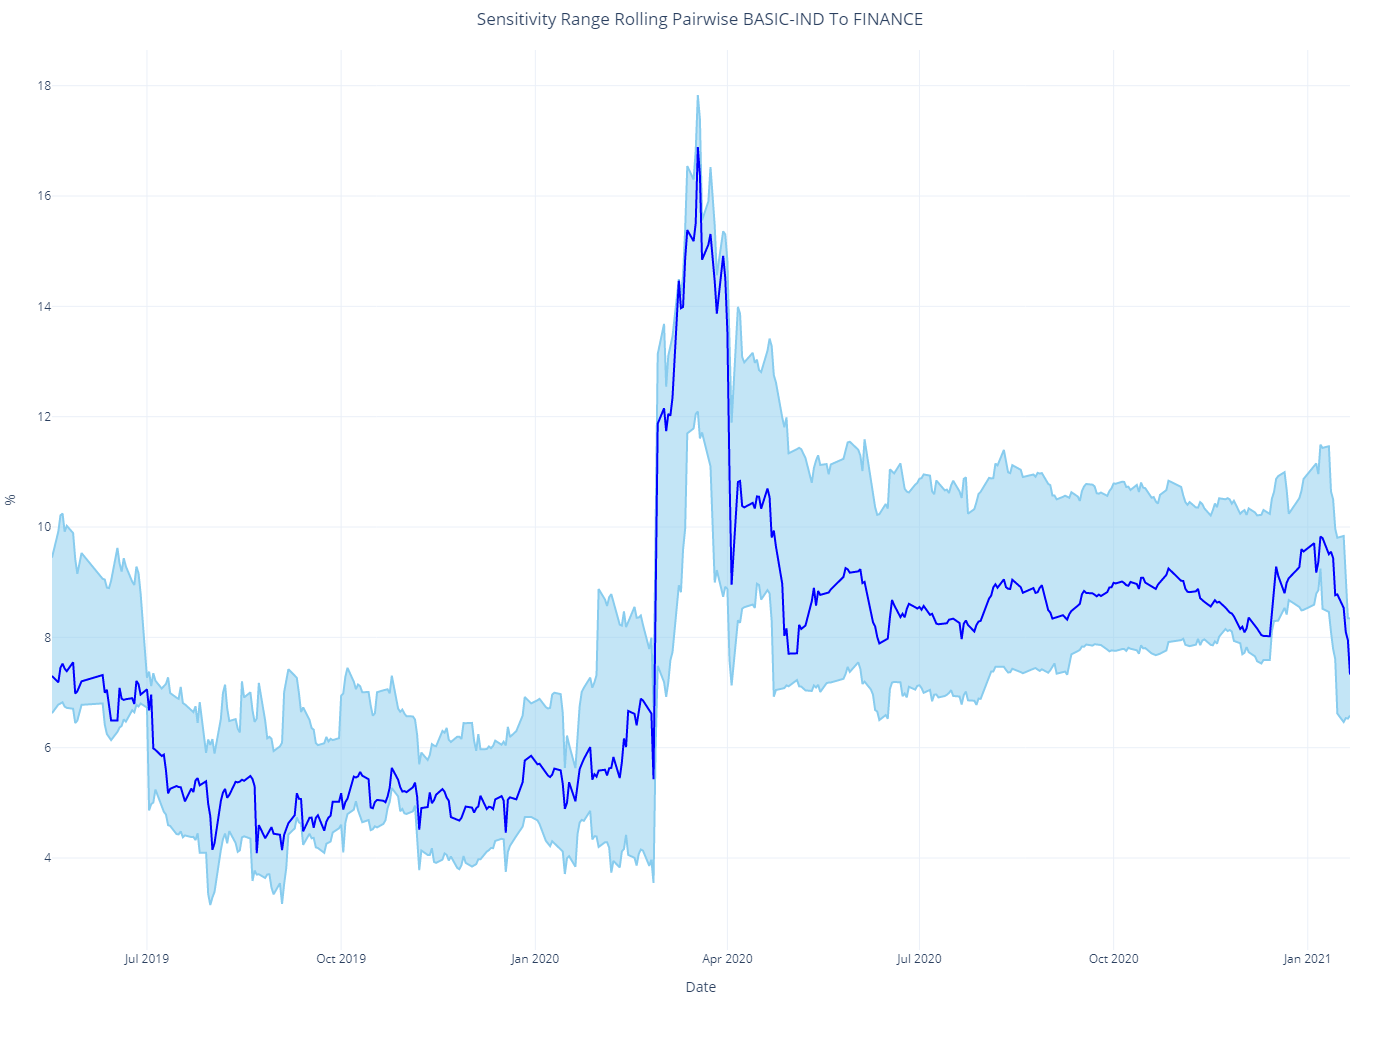 Sensitivity Range Rolling Pairwise BASIC-IND To FINANCE
18
16
14
12
10
8
6
4
%
Jul 2019
Oct 2019
Jan 2020
Apr 2020
Jul 2020
Oct 2020
Jan 2021
Date